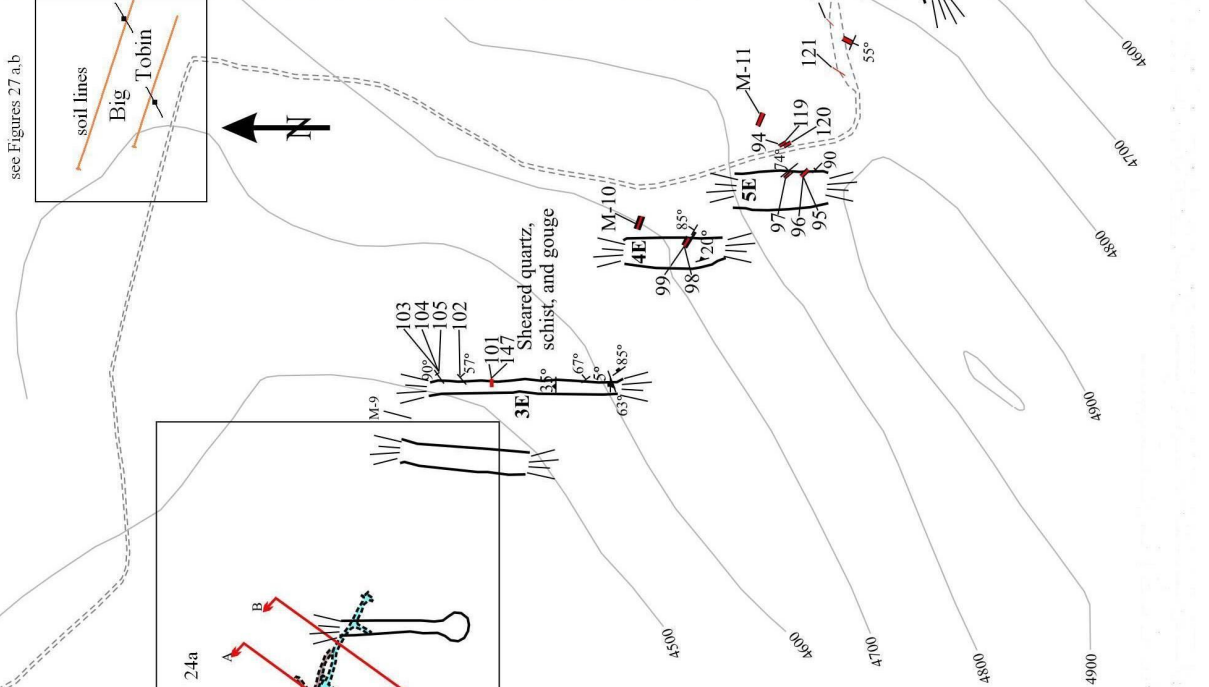 see Figures 27 a,b
soil lines
Big
Tobin
N
4600
4700
4800
4900
121
55°
M-11
94
119
120
74°
5E
90
97
96
95
M-10
4E
85°
20°
99
98
Sheared quartz,
schist, and gouge
103
104
105
102
90°
57°
101
147
3E
35°
67°
5°
85°
63°
M-9
24a
A
B
4500
4600
4700
4800
4900